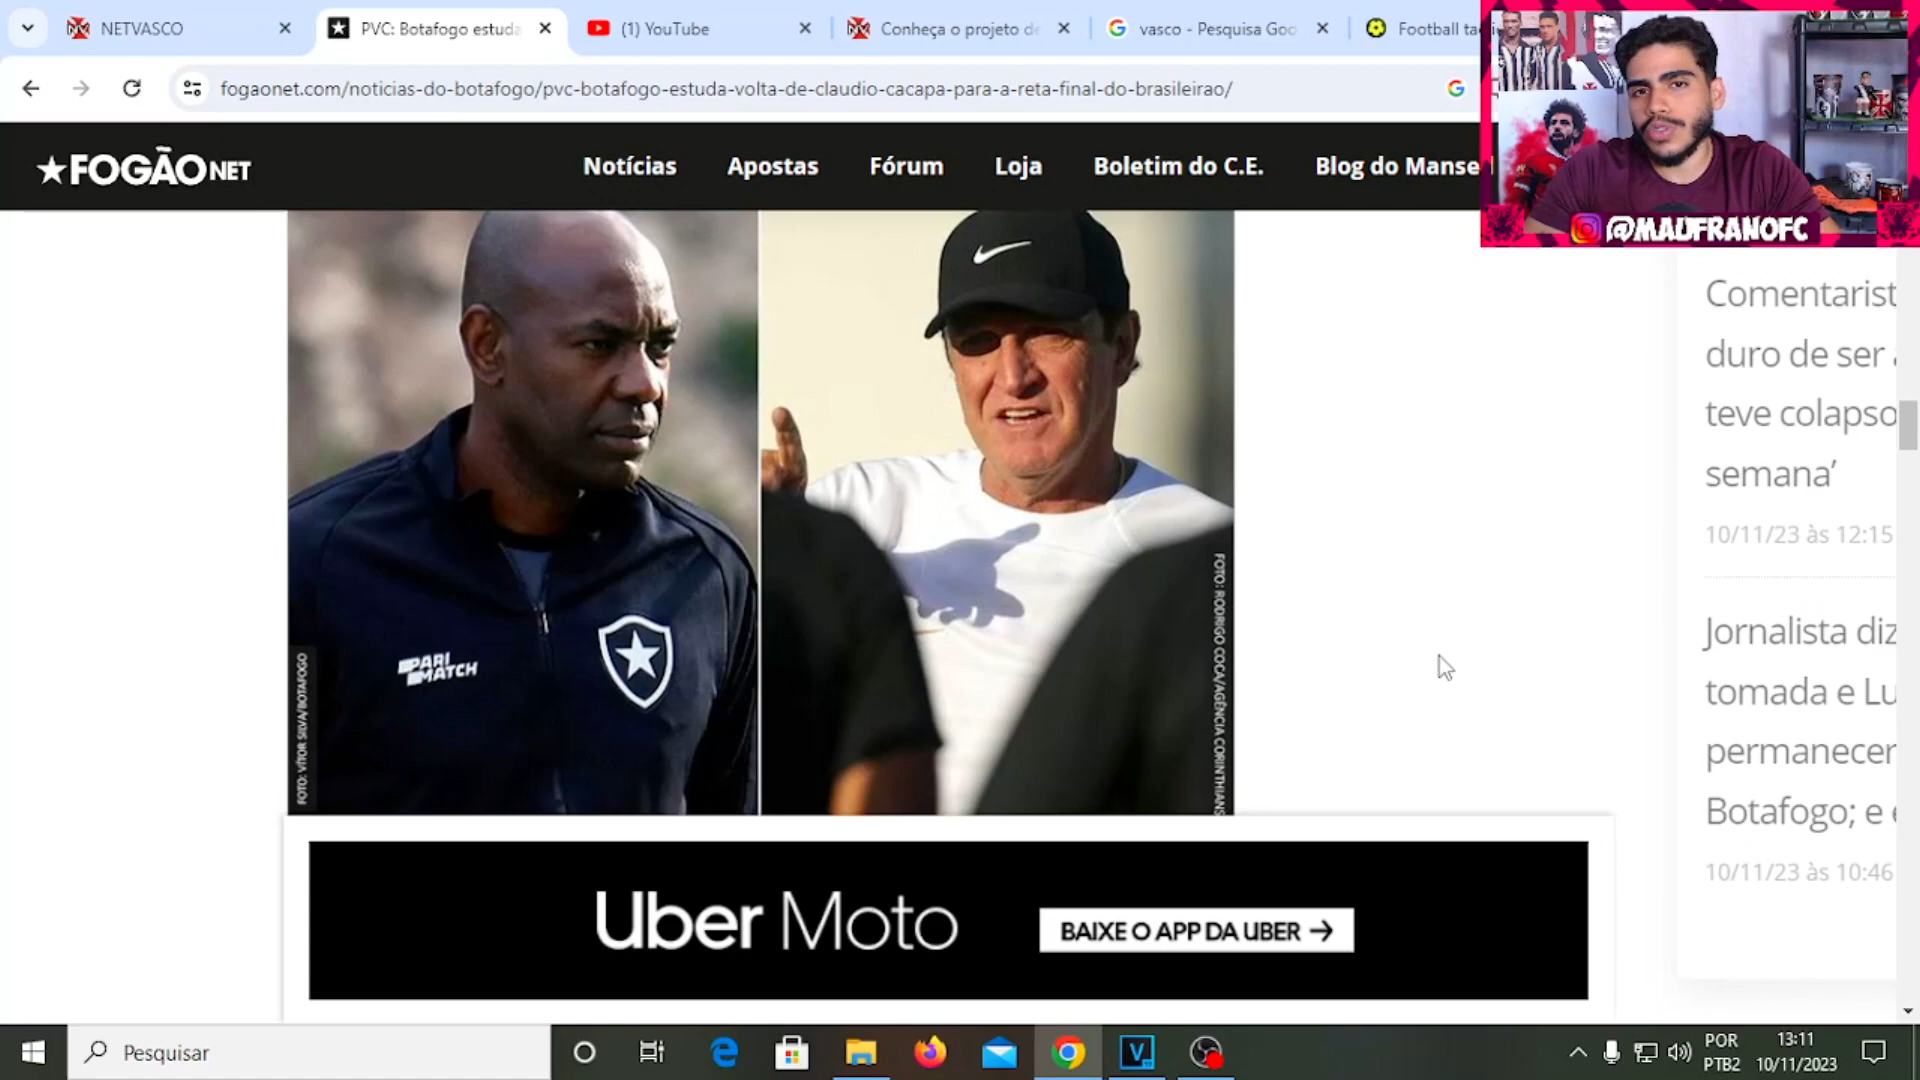 NETVASCO
PVC: Botafogo estuda
(1) YouTube
Conheça o projeto de
vasco - Pesquisa Goo
Football ta
fogaonet.com/noticias-do-botafogo/pvc-botafogo-estuda-volta-de-claudio-cacapa-para-a-reta-final-do-brasileirao/
FOGÃO NET
Notícias
Apostas
Fórum
Loja
Boletim do C.E.
Blog do Manse
@MAUFRANOFC
PARI
MATCH
FOTO: VÍTOR SILVA/BOTAFOGO
FOTO: RODRIGO COCA/AGÊNCIA CORINTHIANS
Comentarist
duro de ser
teve colapso
semana’
10/11/23 às 12:15
Jornalista diz
tomada e Lu
permanecer
Botafogo; e
10/11/23 às 10:46
Uber Moto
BAIXE O APP DA UBER →
Pesquisar
POR
PTB2
13:11
10/11/2023